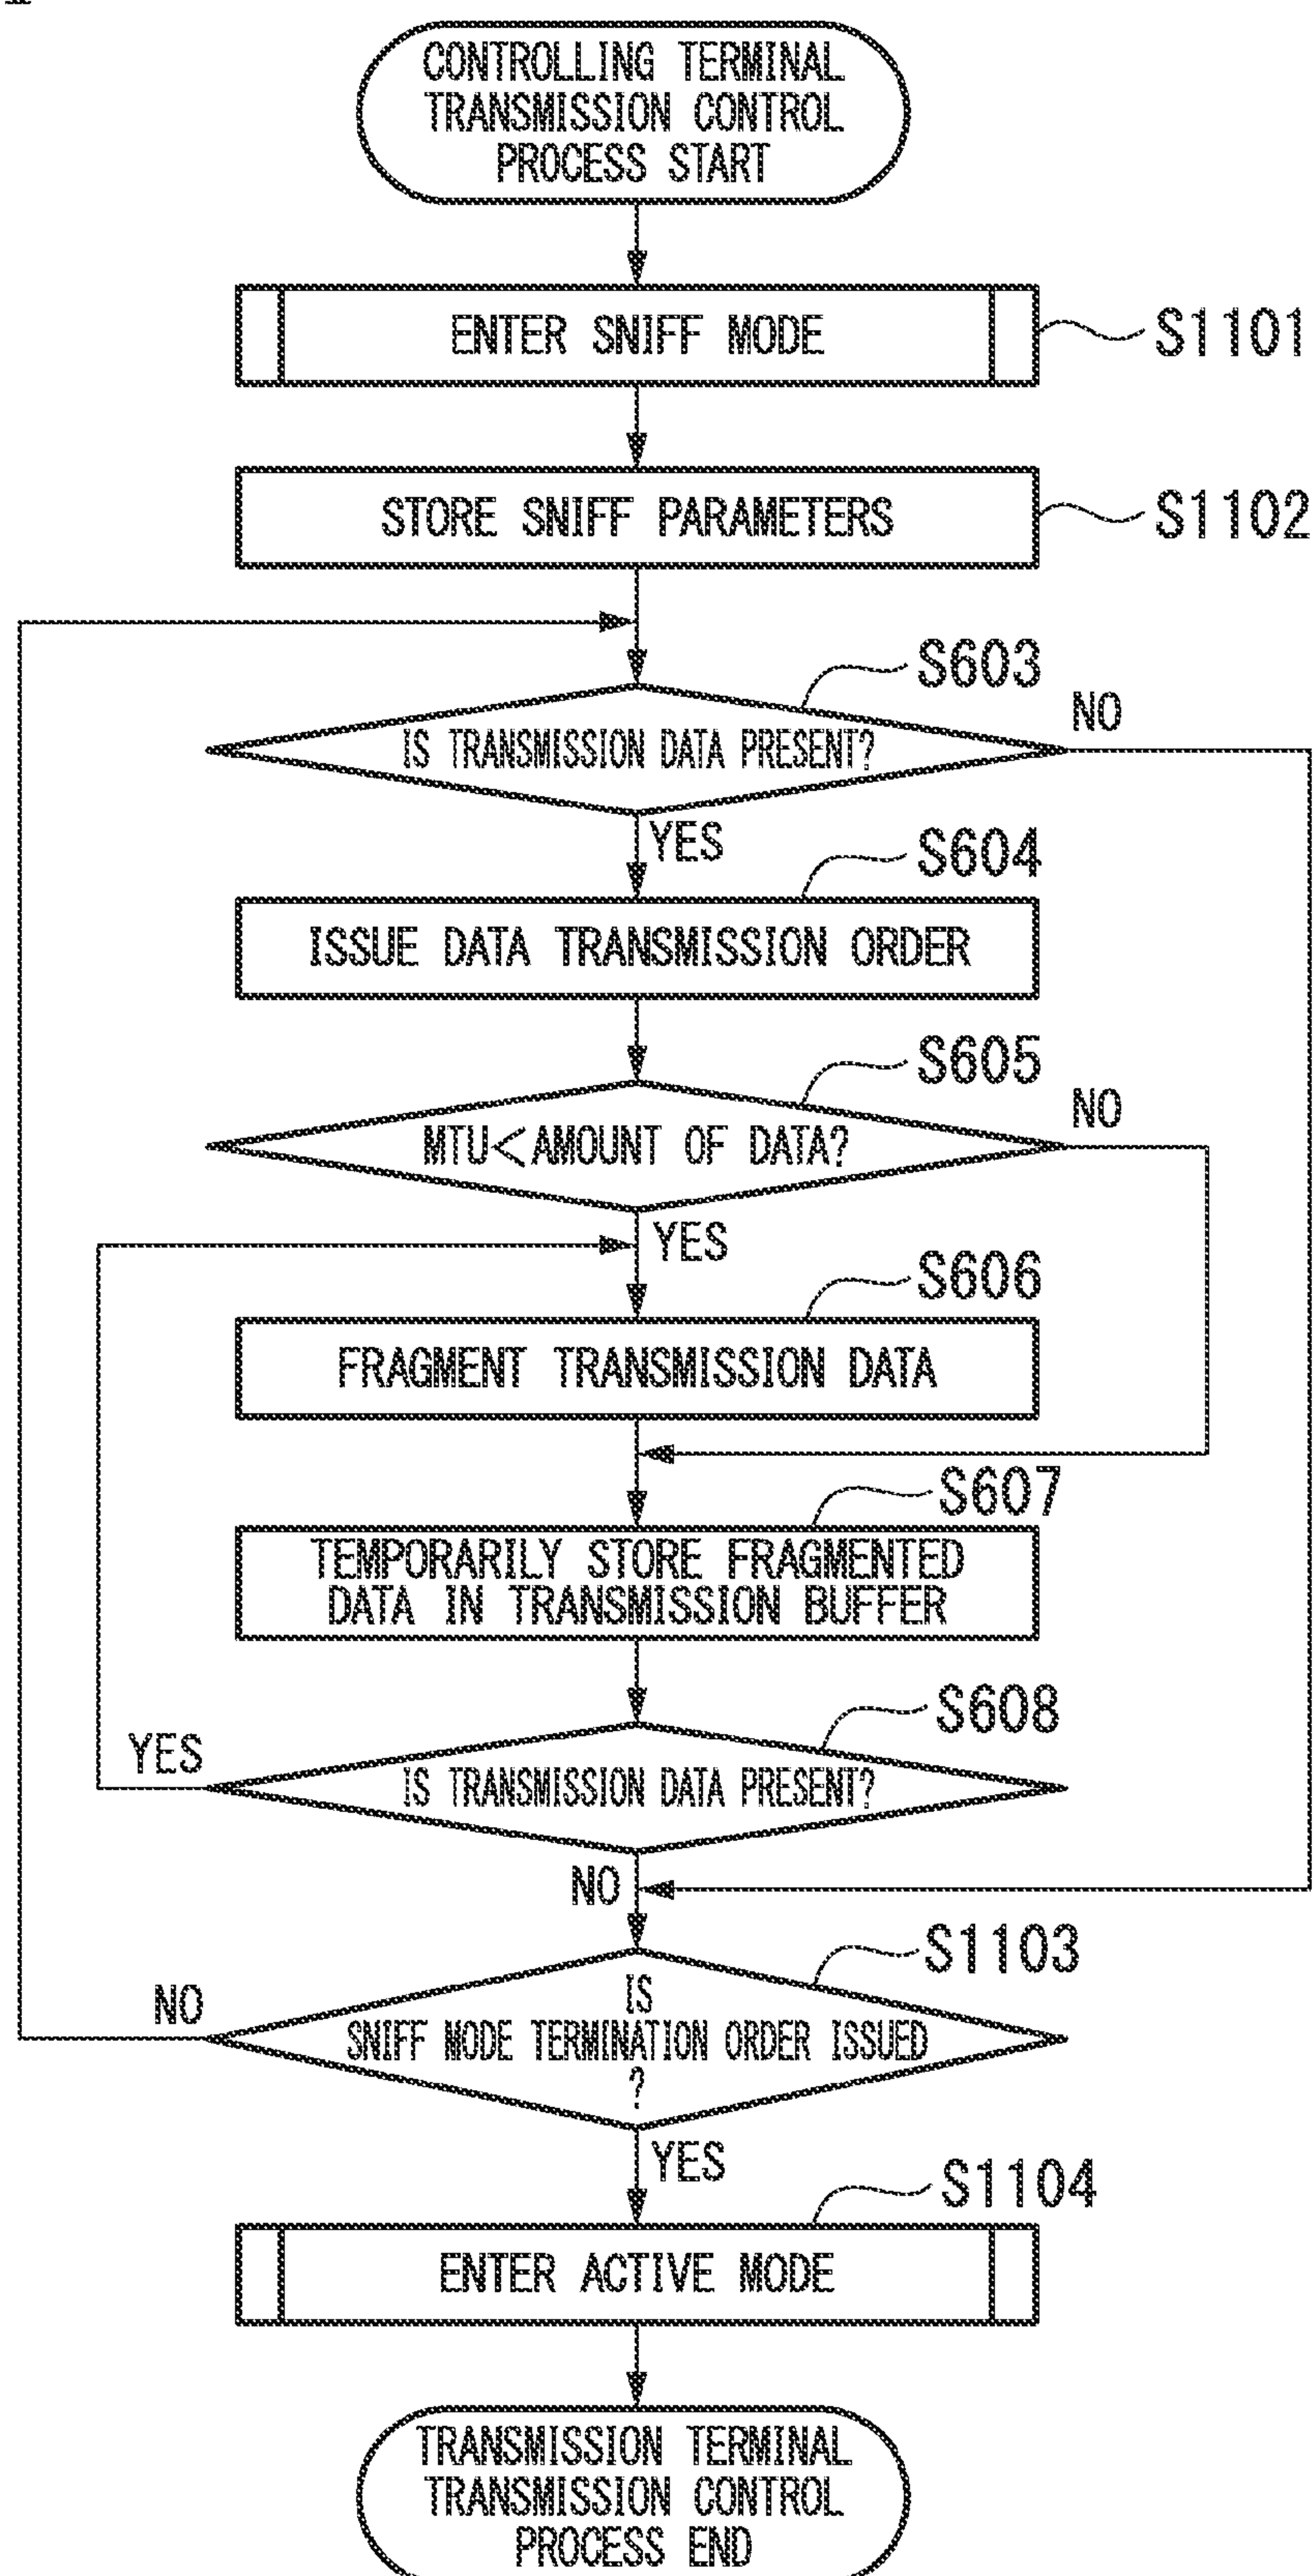 CONTROLLING TERMINAL
TRANSMISSION CONTROL
PROCESS START
ENTER SNIFF MODE
S1101
STORE SNIFF PARAMETERS
S1102
S603
IS TRANSMISSION DATA PRESENT?
NO
YES
S604
ISSUE DATA TRANSMISSION ORDER
S605
MTU<AMOUNT OF DATA?
NO
YES
S606
FRAGMENT TRANSMISSION DATA
S607
TEMPORARILY STORE FRAGMENTED
DATA IN TRANSMISSION BUFFER
S608
YES
IS TRANSMISSION DATA PRESENT?
NO
S1103
NO
IS
SNIFF MODE TERMINATION ORDER ISSUED
?
YES
S1104
ENTER ACTIVE MODE
TRANSMISSION TERMINAL
TRANSMISSION CONTROL
PROCESS END